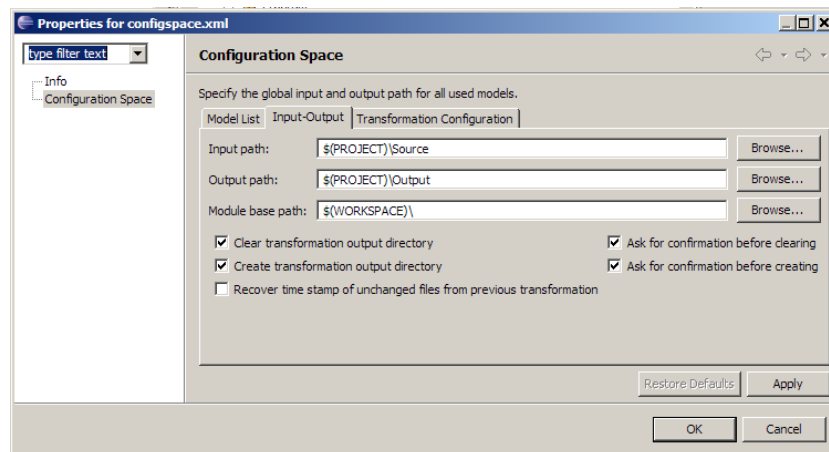 Properties for configspace.xml
type filter text
Info
Configuration Space
Configuration Space
Specify the global input and output path for all used models.
Model List Input-Output Transformation Configuration
Input path: $(PROJECT)\Source Browse...
Output path: $(PROJECT)\Output Browse...
Module base path: $(WORKSPACE)\ Browse...
Clear transformation output directory Ask for confirmation before clearing
Create transformation output directory Ask for confirmation before creating
Recover time stamp of unchanged files from previous transformation
Restore Defaults Apply
OK Cancel